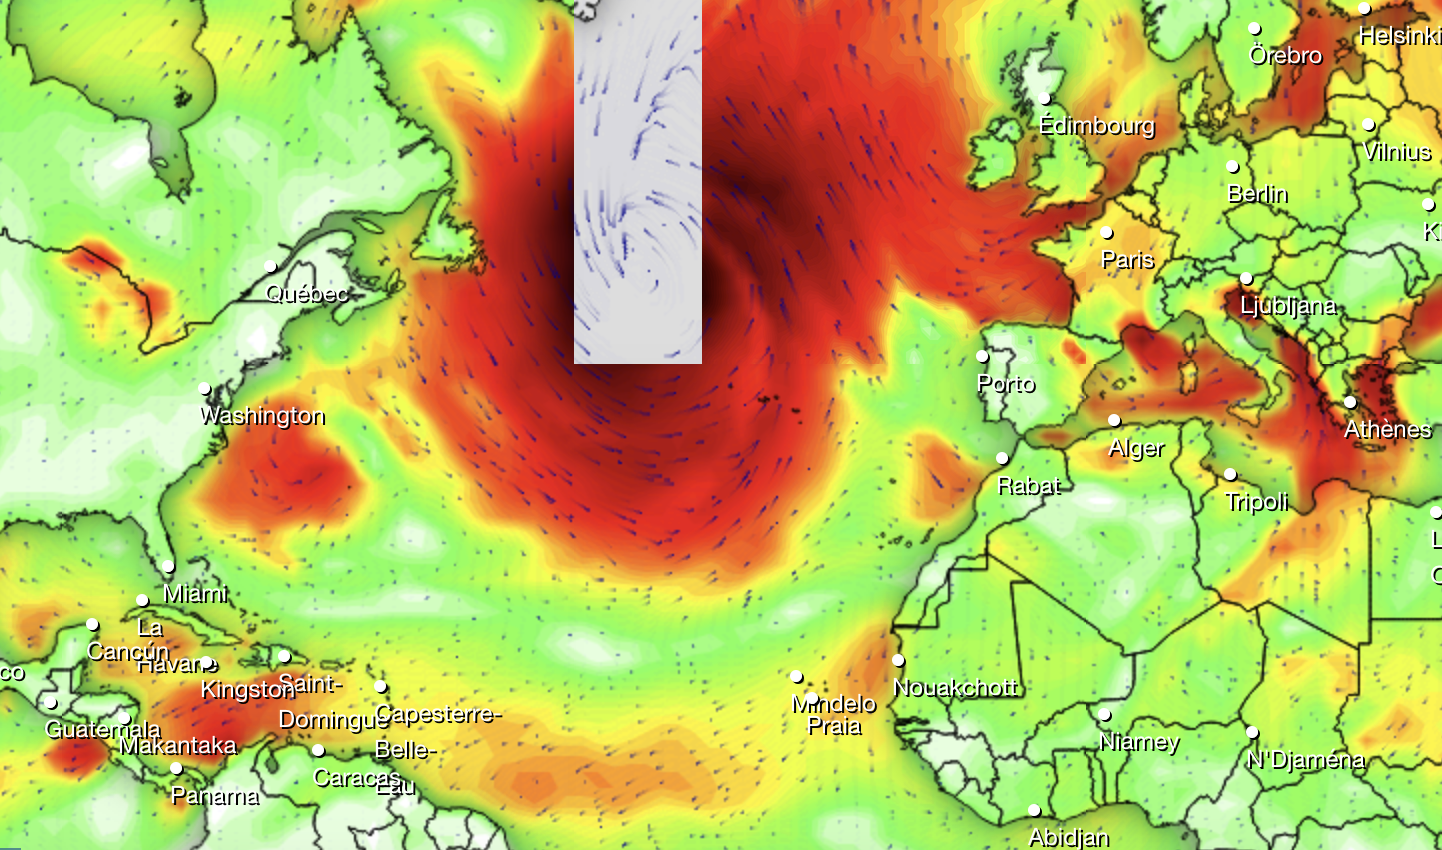 Helsinki
Örebro
Édimbourg
Vilnius
Berlin
K
Paris
Québec
Ljubljana
Porto
Washington
Athènes
Alger
Rabat
Tripoli
L
C
Miami
La
Havane
Cancún
co
Kingston
Saint-
Domingue
Nouakchott
Mindelo
Praia
Capesterre-
Belle-
Eau
Guatemala
Makantaka
Niamey
N'Djaména
Caracas
Panama
Abidjan